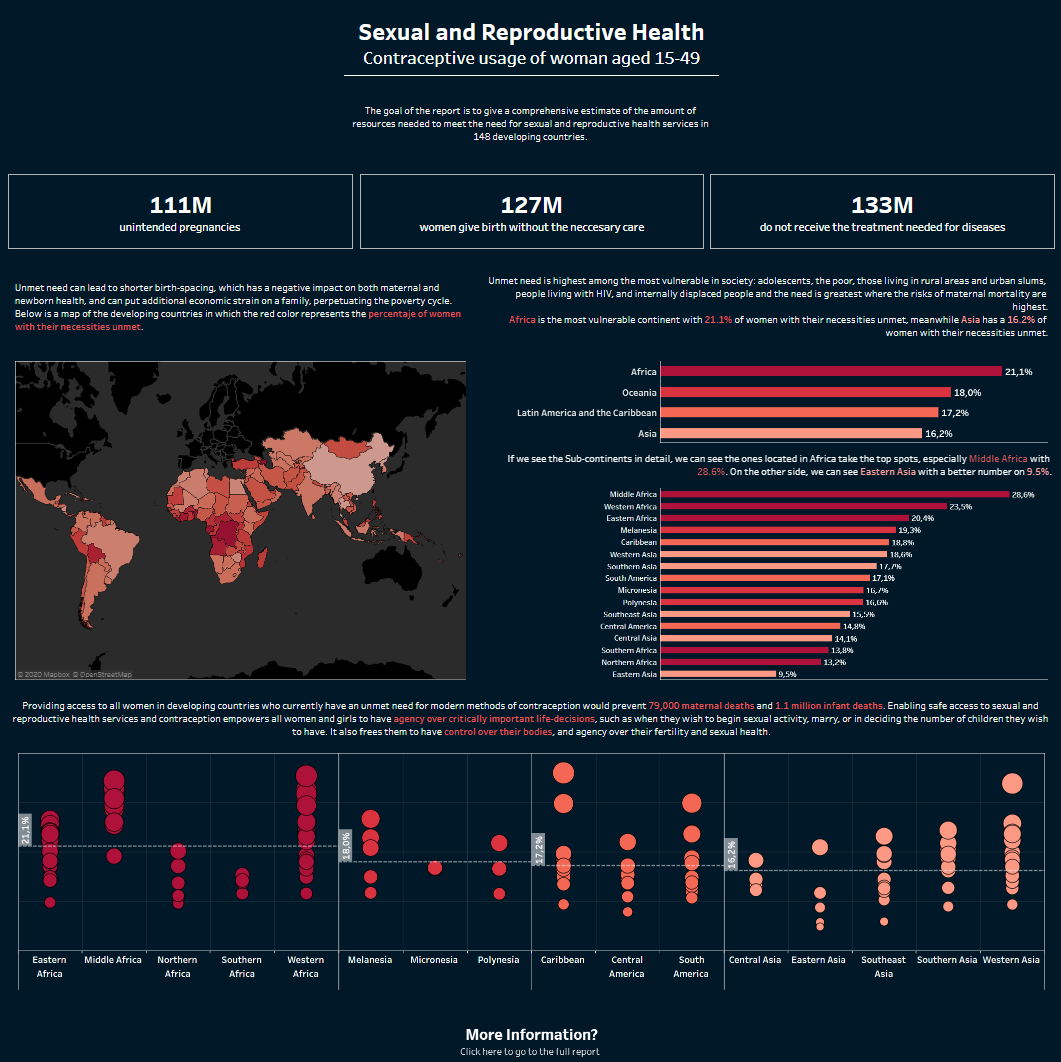 Sexual and Reproductive Health
Contraceptive usage of woman aged 15-49
The goal of the report is to give a comprehensive estimate of the amount of
resources needed to meet the need for sexual and reproductive health services in
148 developing countries.
111M
unintended pregnancies
127M
women give birth without the neccesary care
133M
do not receive the treatment needed for diseases
Unmet need can lead to shorter birth-spacing, which has a negative impact on both maternal and
newborn health, and can put additional economic strain on a family, perpetuating the poverty cycle.
Below is a map of the developing countries in which the red color represents the percentaje of women
with their necessities unmet.
Unmet need is highest among the most vulnerable in society: adolescents, the poor, those living in rural areas and urban slums,
people living with HIV, and internally displaced people and the need is greatest where the risks of maternal mortality are
highest.
Africa is the most vulnerable continent with 21.1% of women with their necessities unmet, meanwhile Asia has a 16.2% of
women with their necessities unmet.
© 2020 Mapbox © OpenStreetMap
Africa 21,1%
Oceania 18,0%
Latin America and the Caribbean 17,2%
Asia 16,2%
If we see the Sub-continents in detail, we can see the ones located in Africa take the top spots, especially Middle Africa with
28.6%. On the other side, we can see Eastern Asia with a better number on 9.5%.
Middle Africa 28,6%
Western Africa 23,5%
Eastern Africa 20,4%
Melanesia 19,3%
Caribbean 18,8%
Western Asia 18,6%
Southern Asia 17,7%
South America 17,1%
Micronesia 16,7%
Polynesia 16,6%
Southeast Asia 15,5%
Central America 14,8%
Central Asia 14,1%
Southern Africa 13,8%
Northern Africa 13,2%
Eastern Asia 9,5%
Providing access to all women in developing countries who currently have an unmet need for modern methods of contraception would prevent 79,000 maternal deaths and 1.1 million infant deaths. Enabling safe access to sexual and
reproductive health services and contraception empowers all women and girls to have agency over critically important life-decisions, such as when they wish to begin sexual activity, marry, or in deciding the number of children they wish
to have. It also frees them to have control over their bodies, and agency over their fertility and sexual health.
21,1%
18,0%
17,2%
16,2%
Eastern Africa
Middle Africa
Northern Africa
Southern Africa
Western Africa
Melanesia
Micronesia
Polynesia
Caribbean
Central America
South America
Central Asia
Eastern Asia
Southeast Asia
Southern Asia
Western Asia
More Information?
Click here to go to the full report